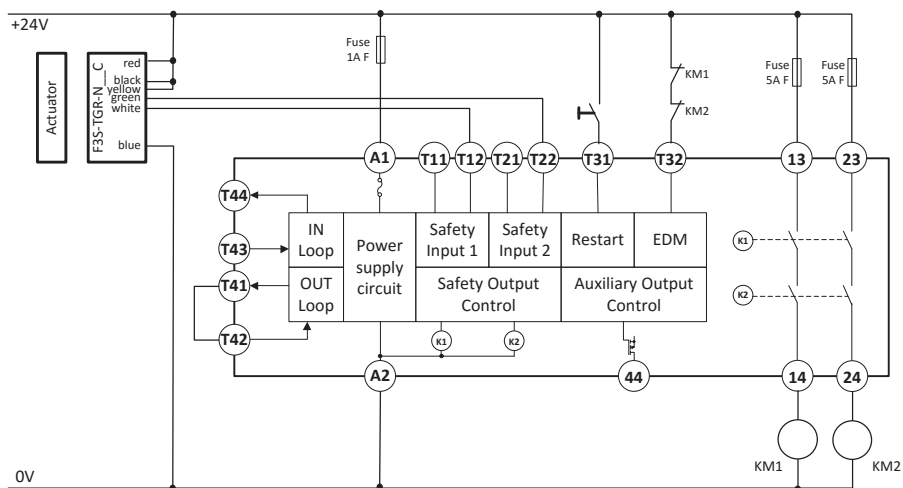 +24V
Actuator
F3S-TGR-N__C
red
black
yellow
green
white
blue
Fuse
1A F
KM1
KM2
Fuse
5A F
Fuse
5A F
A1
T11
T12
T21
T22
T31
T32
13
23
T44
T43
T41
T42
IN
Loop
OUT
Loop
Power
supply
circuit
Safety
Input 1
Safety
Input 2
Restart
EDM
Safety Output
Control
Auxiliary Output
Control
K1
K2
K1
K2
A2
44
14
24
KM1
KM2
0V